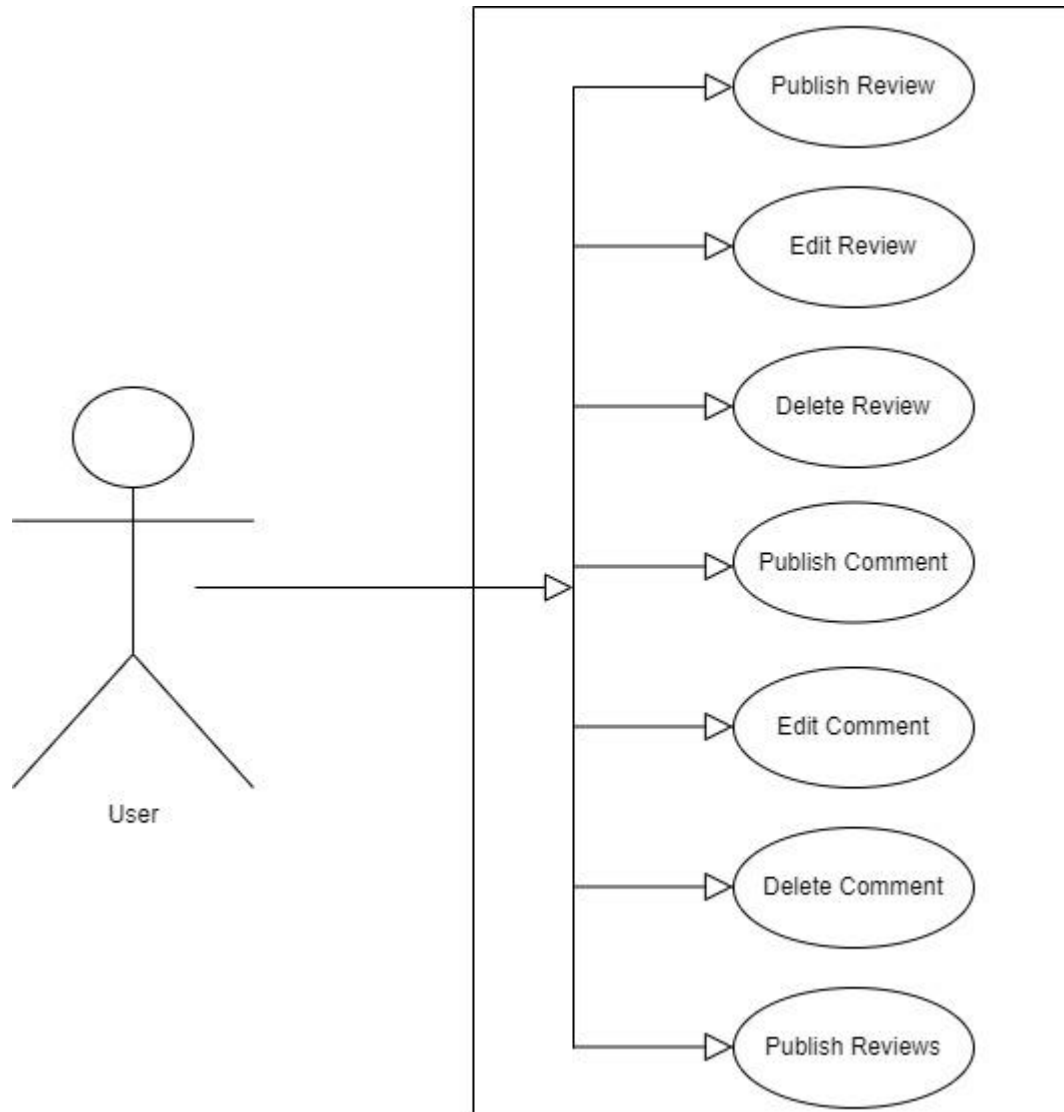 Publish Review
Edit Review
Delete Review
Publish Comment
Edit Comment
User
Delete Comment
Publish Reviews